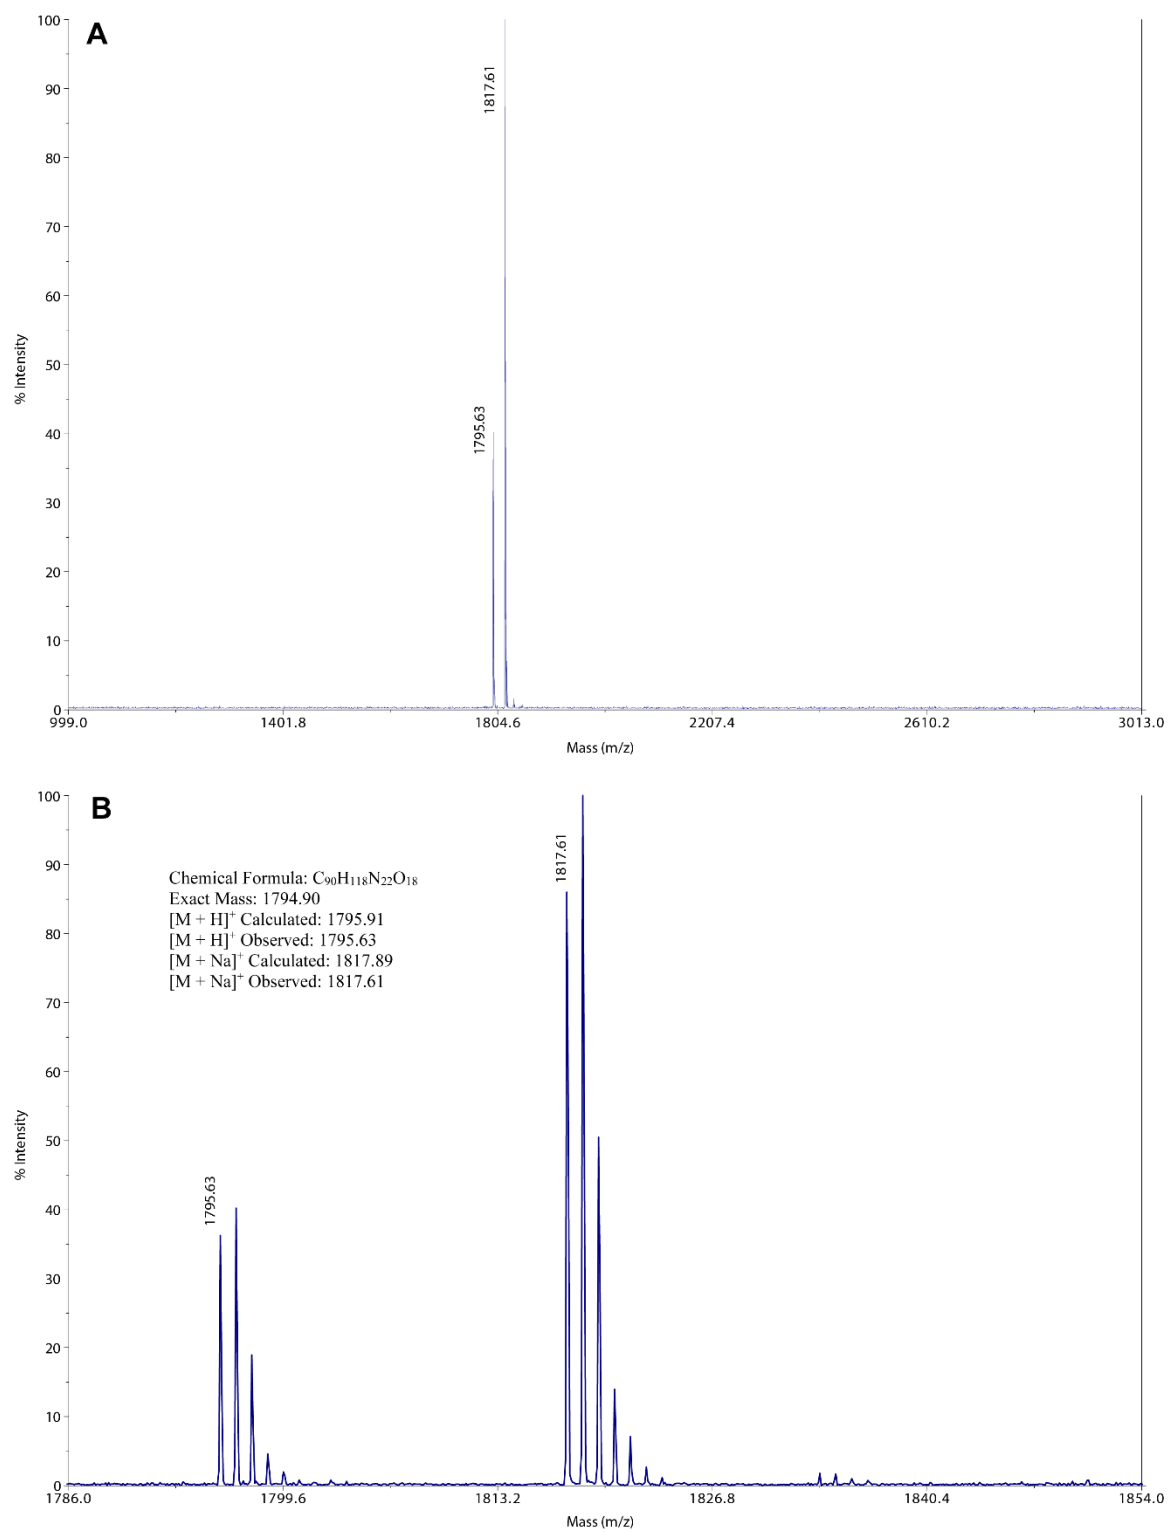 A
100
90
80
70
60
50
40
30
20
10
0
% Intensity
1817.61
1795.63
999.0 1401.8 1804.6 2207.4 2610.2 3013.0
Mass (m/z)
B
100
90
80
70
60
50
40
30
20
10
0
% Intensity
1817.61
Chemical Formula: C₉₀H₁₁₈N₂₂O₁₈
Exact Mass: 1794.90
[M + H]⁺ Calculated: 1795.91
[M + H]⁺ Observed: 1795.63
[M + Na]⁺ Calculated: 1817.89
[M + Na]⁺ Observed: 1817.61
1795.63
1786.0 1799.6 1813.2 1826.8 1840.4 1854.0
Mass (m/z)